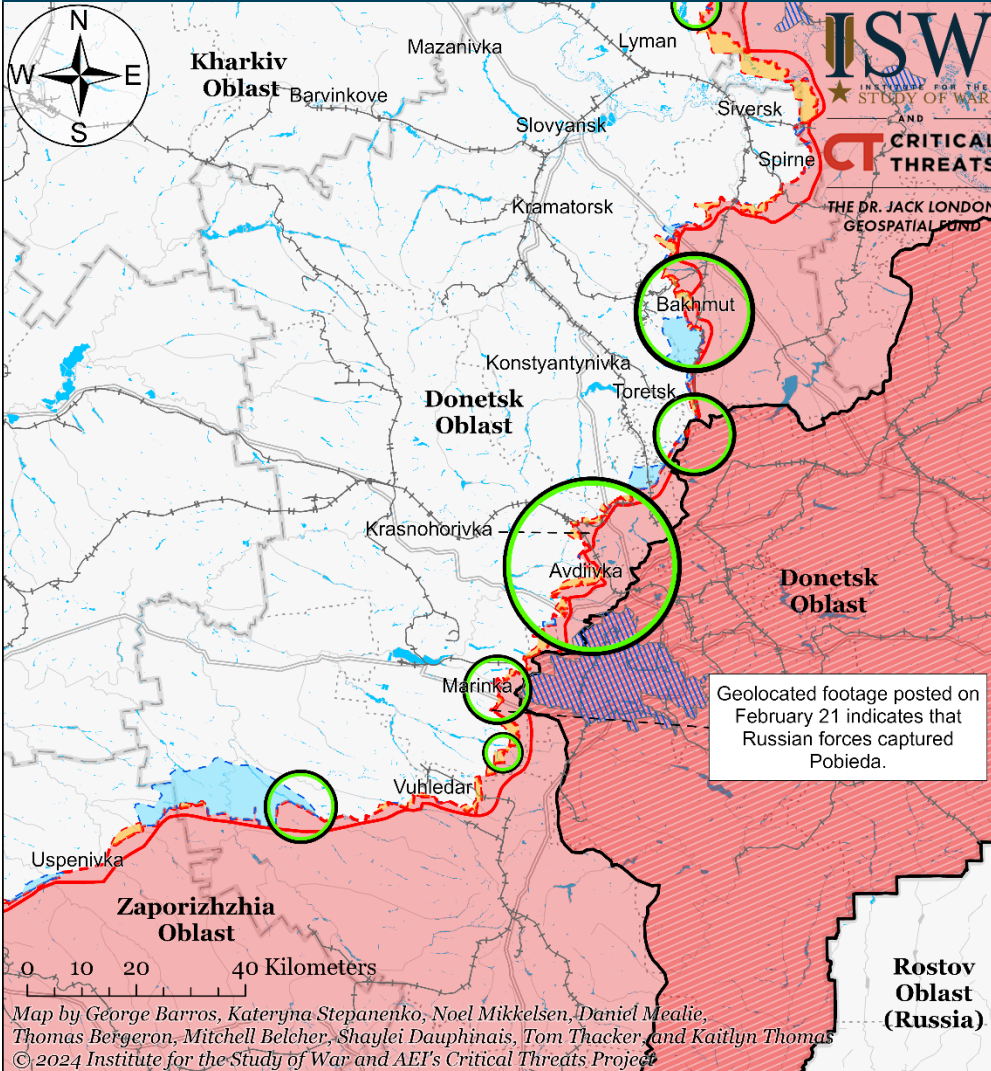 N
W
E
S
Kharkiv
Oblast
Mazanivka
Lyman
Barvinkove
Slovyansk
Siversk
Spirne
Kramatorsk
ISW
INSTITUTE FOR THE
STUDY OF WAR
AND
CT CRITICAL
THREATS
THE DR. JACK LONDON
GEOSPATIAL FUND
Bakhmut
Konstyantynivka
Toretsk
Donetsk
Oblast
Krasnohorivka
Avdiivka
Donetsk
Oblast
Marinka
Geolocated footage posted on
February 21 indicates that
Russian forces captured
Pobieda.
Vuhledar
Uspenivka
Zaporizhzhia
Oblast
0 10 20 40 Kilometers
Rostov
Oblast
(Russia)
Map by George Barros, Kateryna Stepanenko, Noel Mikkelsen, Daniel Mealie,
Thomas Bergeron, Mitchell Belcher, Shaylei Dauphinais, Tom Thacker, and Kaitlyn Thomas
© 2024 Institute for the Study of War and AEI's Critical Threats Project